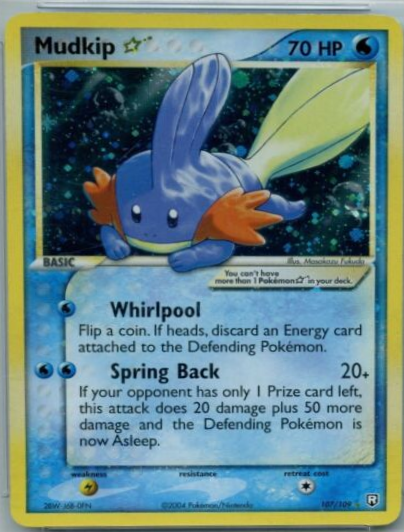 Mudkip ☆ 70 HP
BASIC
Illus. Masakazu Fukuda
You can't have
more than 1 Pokémon☆ in your deck.
Whirlpool
Flip a coin. If heads, discard an Energy card
attached to the Defending Pokémon.
Spring Back 20+
If your opponent has only 1 Prize card left,
this attack does 20 damage plus 50 more
damage and the Defending Pokémon is
now Asleep.
weakness resistance retreat cost
©2004 Pokémon/Nintendo 107/109 R